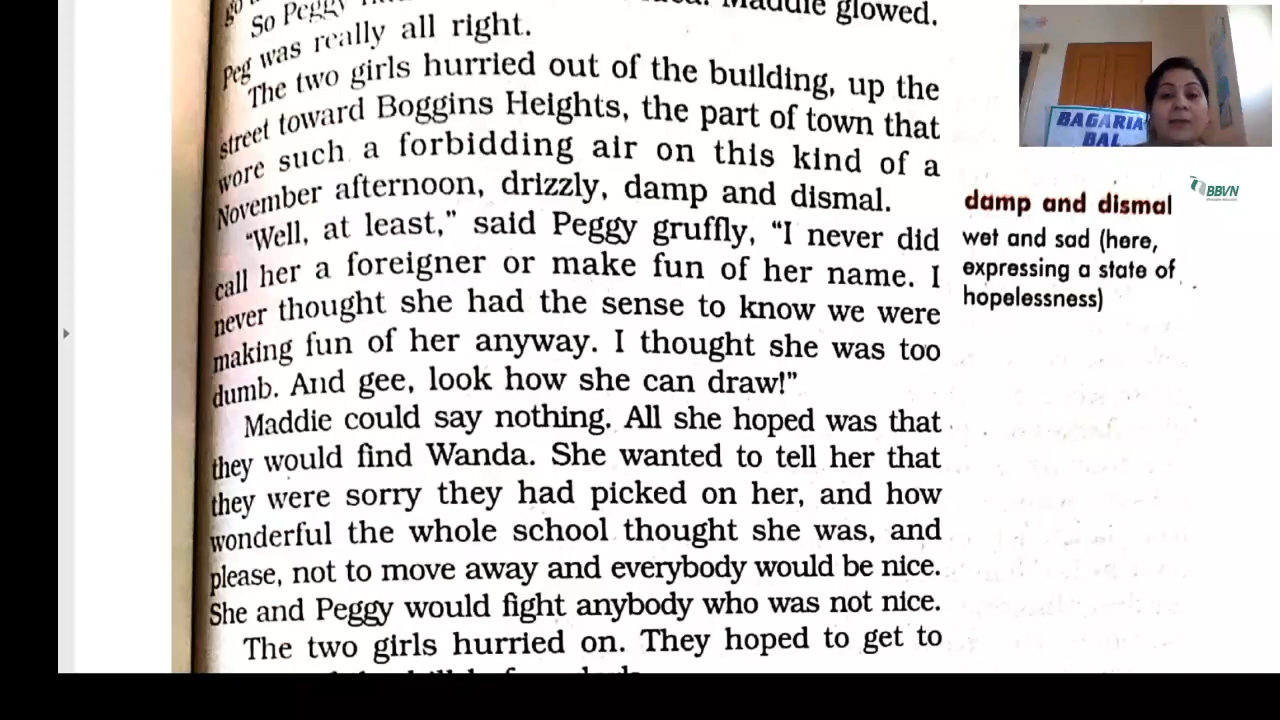 So Peggy
Maddie glowed.
Peg was really all right.
The two girls hurried out of the building, up the
street toward Boggins Heights, the part of town that
wore such a forbidding air on this kind of a
November afternoon, drizzly, damp and dismal.
“Well, at least,” said Peggy gruffly, “I never did
call her a foreigner or make fun of her name. I
never thought she had the sense to know we were
making fun of her anyway. I thought she was too
dumb. And gee, look how she can draw!”
Maddie could say nothing. All she hoped was that
they would find Wanda. She wanted to tell her that
they were sorry they had picked on her, and how
wonderful the whole school thought she was, and
please, not to move away and everybody would be nice.
She and Peggy would fight anybody who was not nice.
The two girls hurried on. They hoped to get to
damp and dismal
wet and sad (here,
expressing a state of
hopelessness)
BAGARIA
BAL
BBVN